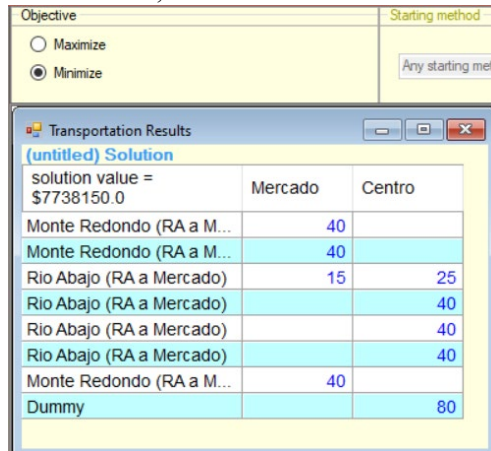 Objective
Starting method
Maximize
Minimize
Any starting met
Transportation Results
(untitled) Solution
solution value = $7738150.0 Mercado Centro
Monte Redondo (RA a M... 40
Monte Redondo (RA a M... 40
Rio Abajo (RA a Mercado) 15 25
Rio Abajo (RA a Mercado) 40
Rio Abajo (RA a Mercado) 40
Rio Abajo (RA a Mercado) 40
Monte Redondo (RA a M... 40
Dummy 80